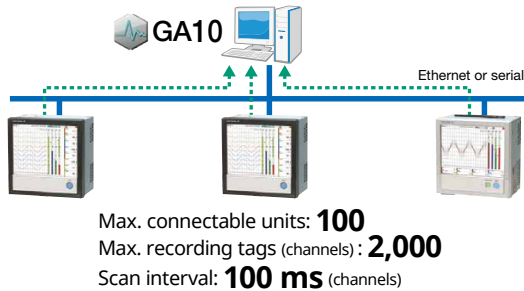 GA10
Ethernet or serial
Max. connectable units: 100
Max. recording tags (channels) : 2,000
Scan interval: 100 ms (channels)